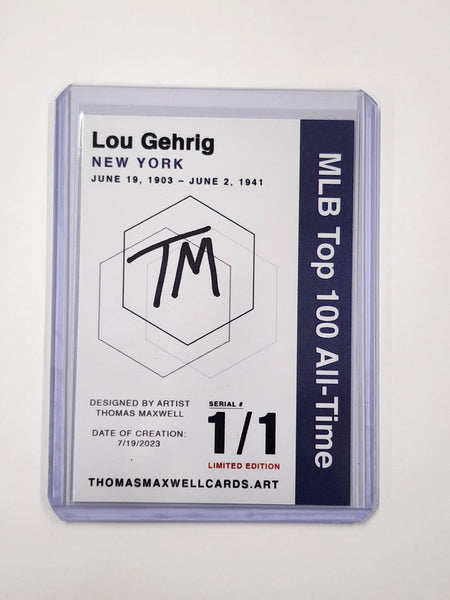 Lou Gehrig
NEW YORK
JUNE 19, 1903 – JUNE 2, 1941
TM
DESIGNED BY ARTIST
THOMAS MAXWELL
DATE OF CREATION:
7/19/2023
SERIAL #
1/1
LIMITED EDITION
THOMASMAXWELLCARDS.ART
MLB Top 100 All-Time